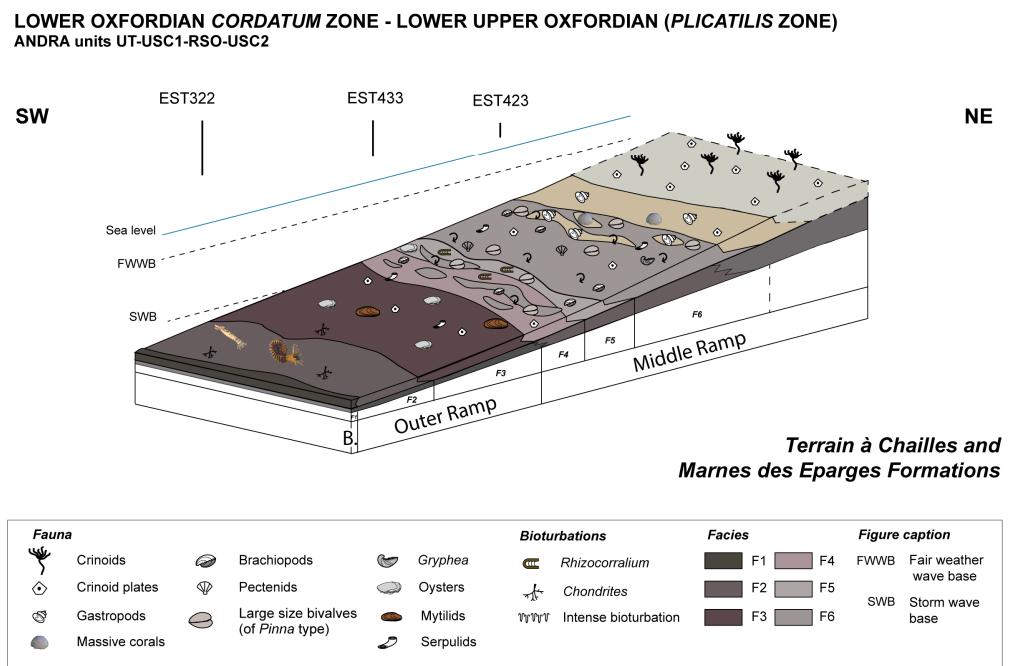 LOWER OXFORDIAN CORDATUM ZONE - LOWER UPPER OXFORDIAN (PLICATILIS ZONE)
ANDRA units UT-USC1-RSO-USC2
EST322
EST433
EST423
SW
NE
Sea level
FWWB
SWB
F6
F5
F4
F3
F2
F1
Middle Ramp
Outer Ramp
B.
Terrain à Chailles and
Marnes des Eparges Formations
Fauna
Crinoids
Crinoid plates
Gastropods
Massive corals
Brachiopods
Pectenids
Large size bivalves
(of Pinna type)
Gryphea
Oysters
Mytilids
Serpulids
Bioturbations
Rhizocorralium
Chondrites
Intense bioturbation
Facies
F1
F2
F3
F4
F5
F6
Figure caption
FWWB Fair weather
wave base
SWB Storm wave
base